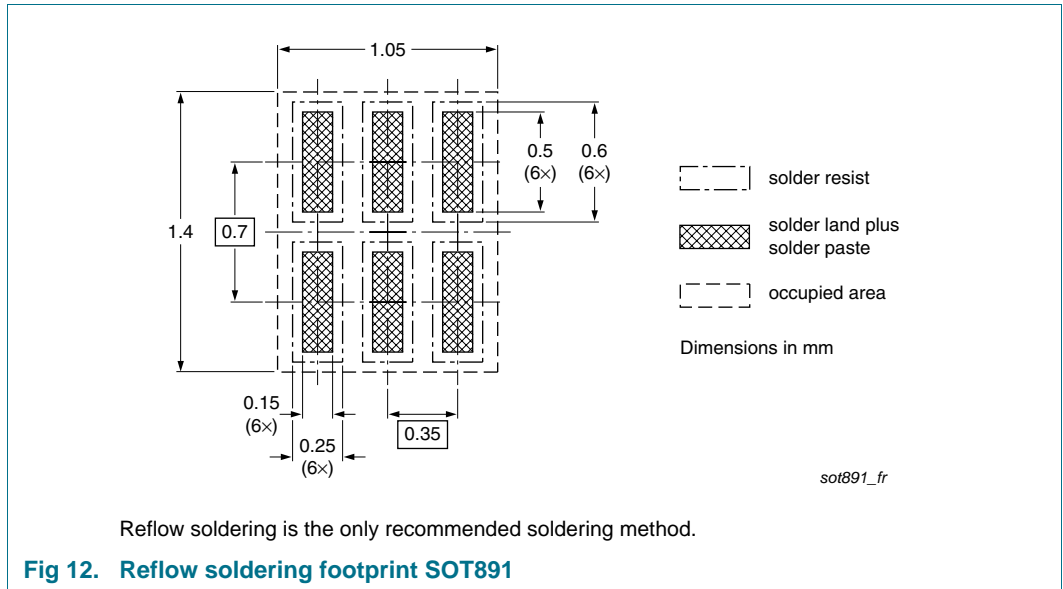 1.05
0.5
(6×)
0.6
(6×)
1.4
0.7
solder resist
solder land plus
solder paste
occupied area
Dimensions in mm
0.15
(6×)
0.25
(6×)
0.35
sot891_fr
Reflow soldering is the only recommended soldering method.
Fig 12. Reflow soldering footprint SOT891